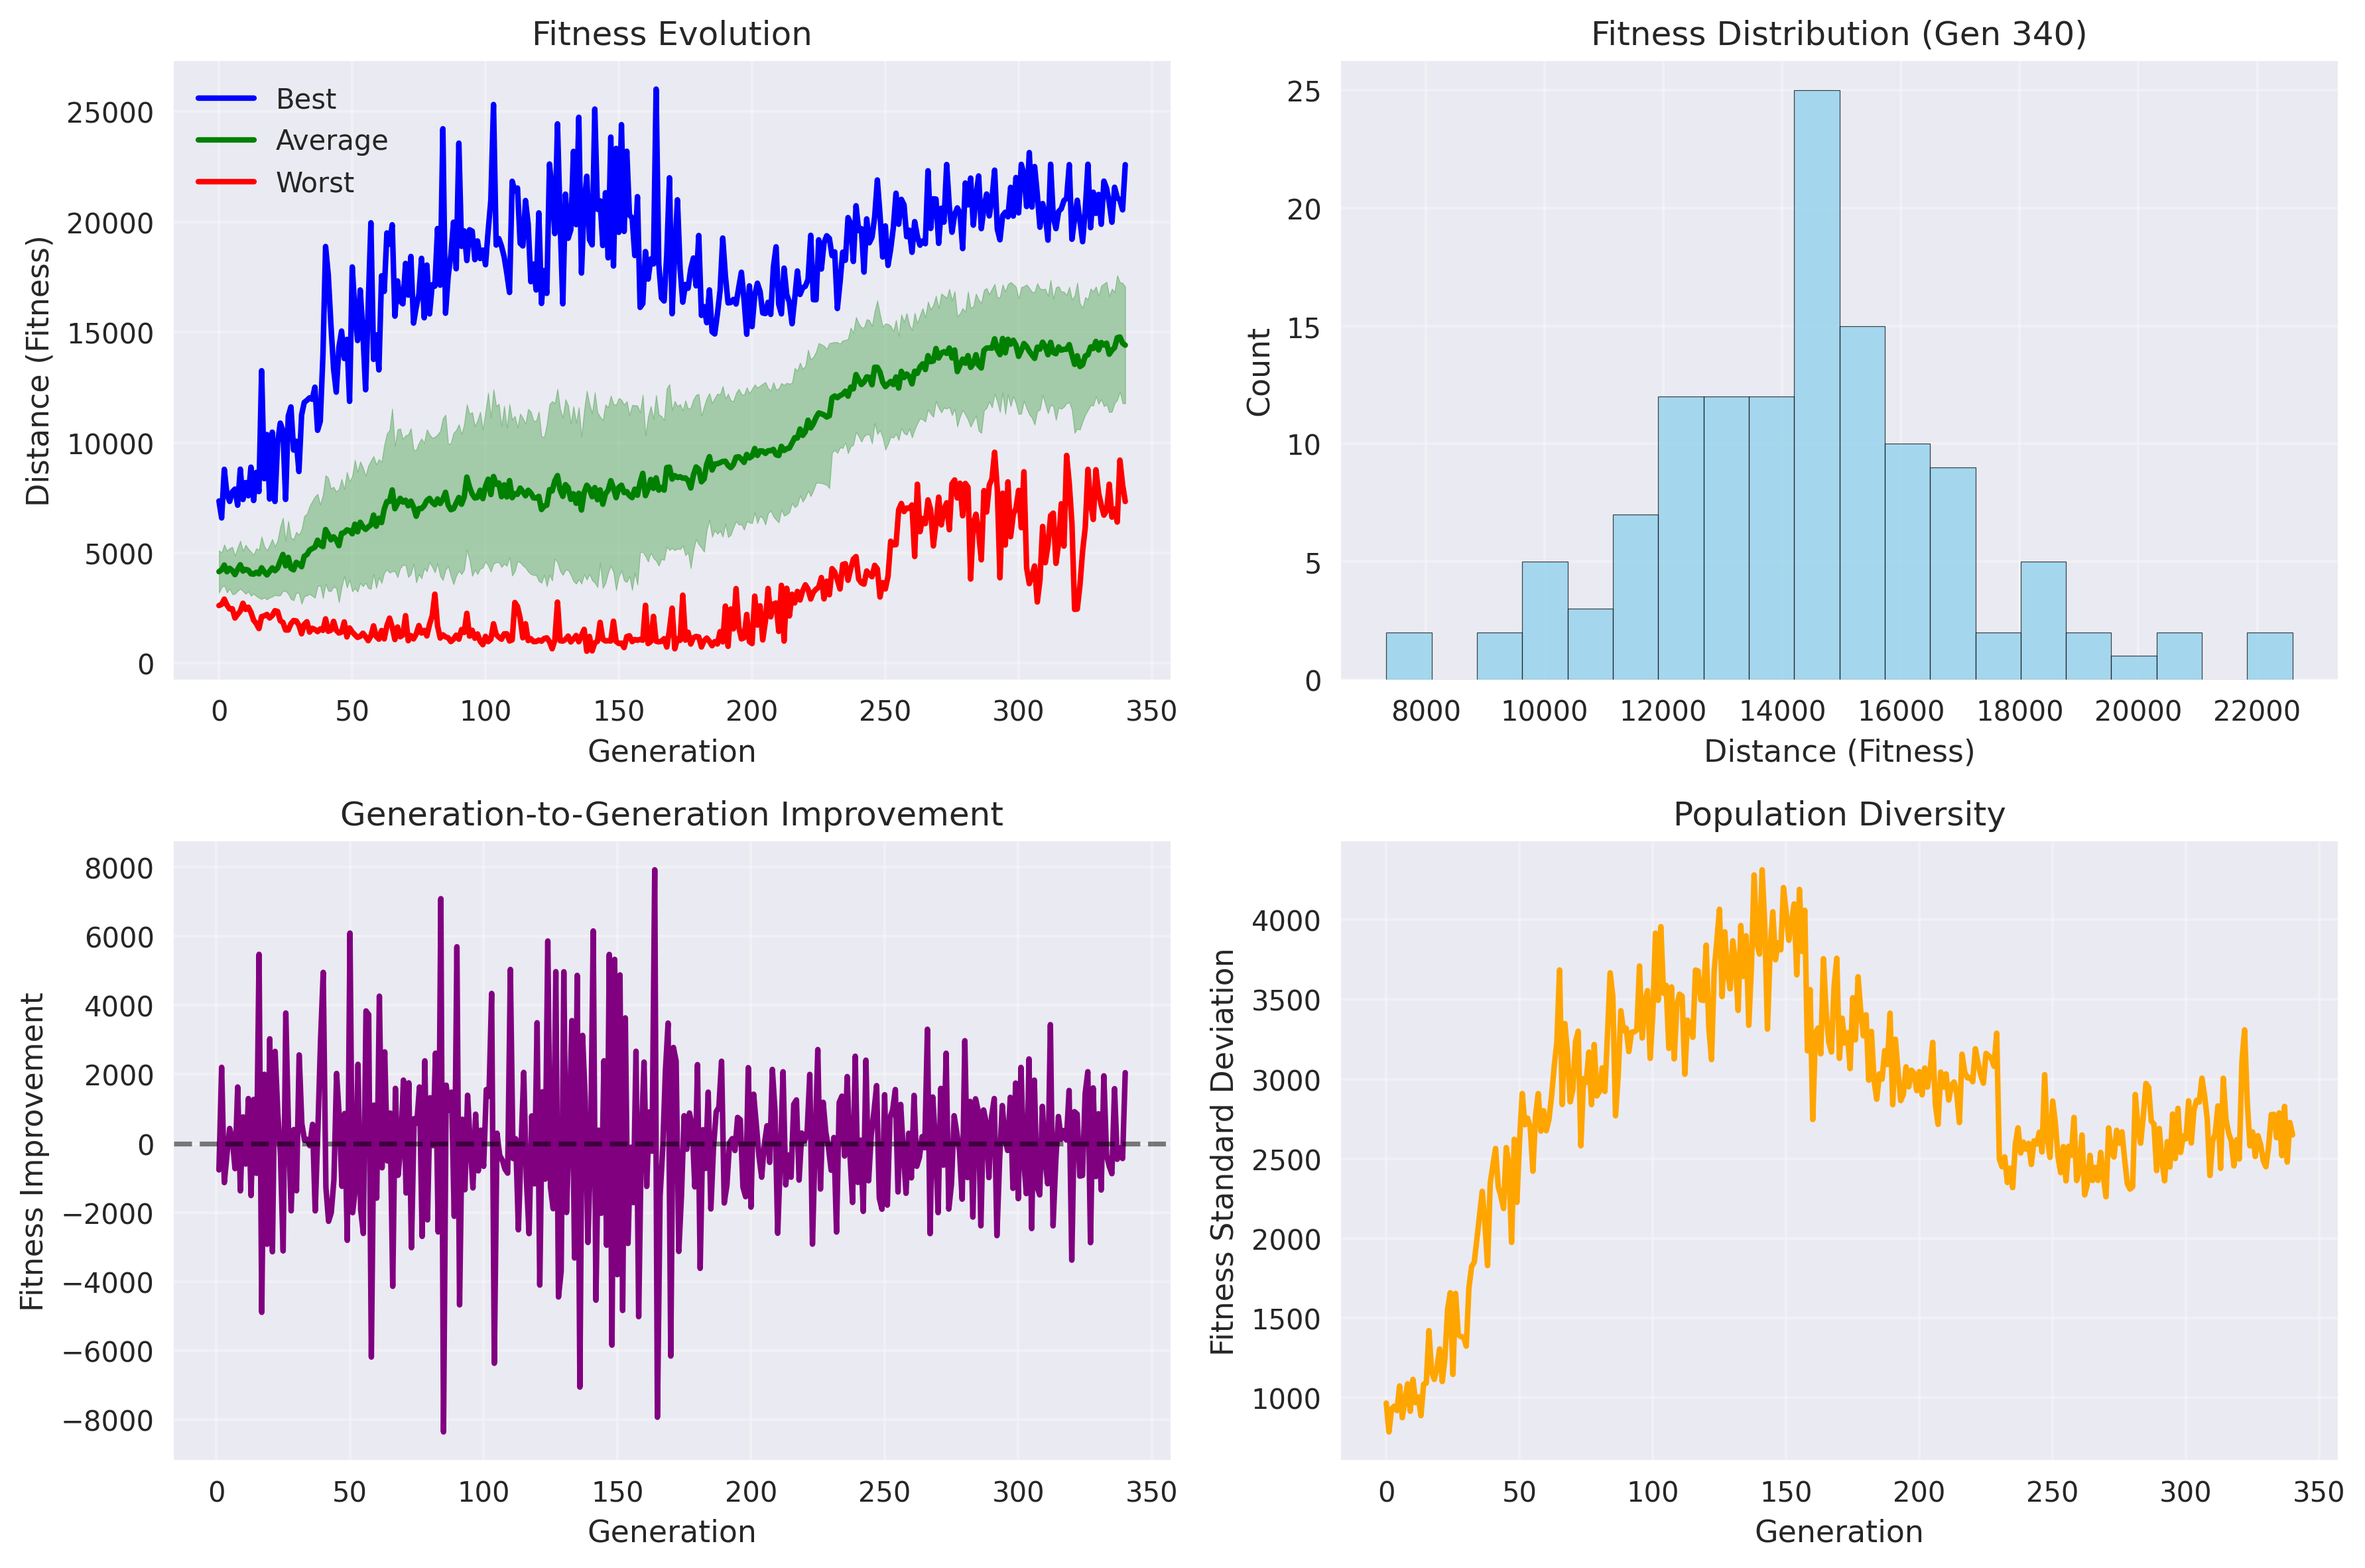 Fitness Evolution
Distance (Fitness)
25000
20000
15000
10000
5000
0
Best
Average
Worst
0 50 100 150 200 250 300 350
Generation
Fitness Distribution (Gen 340)
Count
25
20
15
10
5
0
8000 10000 12000 14000 16000 18000 20000 22000
Distance (Fitness)
Generation-to-Generation Improvement
Fitness Improvement
8000
6000
4000
2000
0
−2000
−4000
−6000
−8000
0 50 100 150 200 250 300 350
Generation
Population Diversity
Fitness Standard Deviation
4000
3500
3000
2500
2000
1500
1000
0 50 100 150 200 250 300 350
Generation